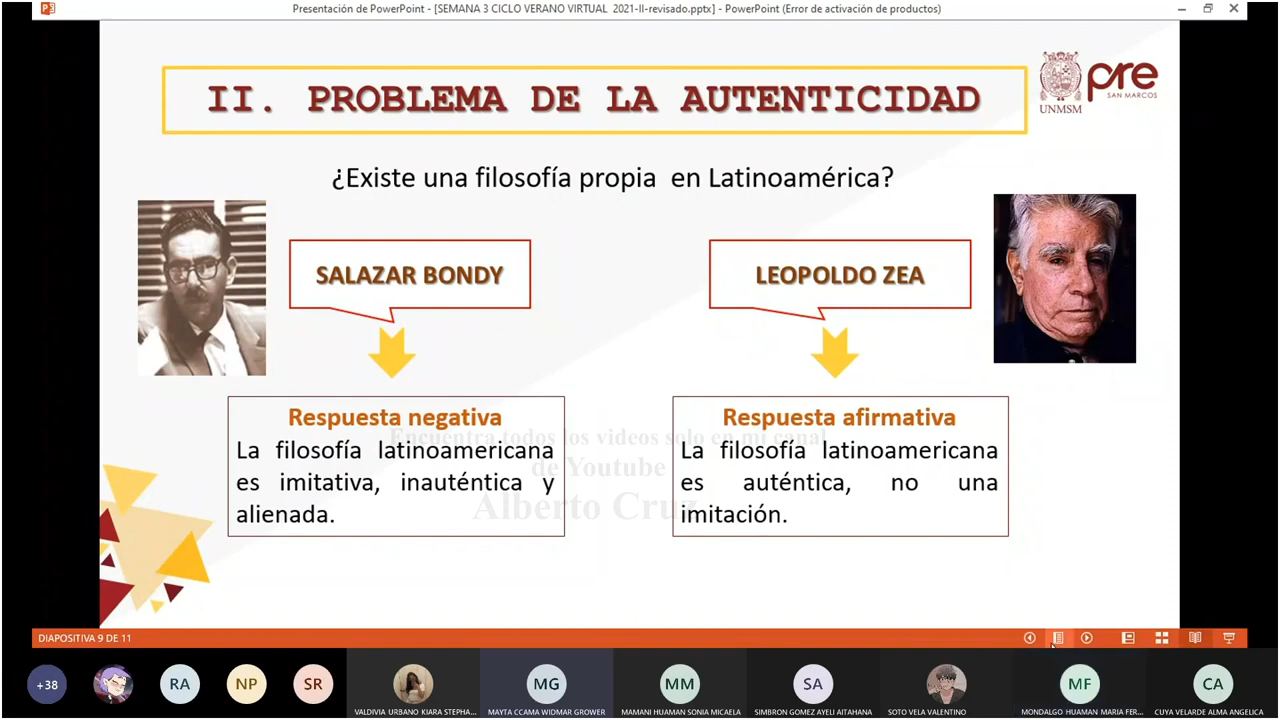 Presentación de PowerPoint - [SEMANA 3 CICLO VERANO VIRTUAL 2021-II-revisado.pptx] - PowerPoint (Error de activación de productos)
II. PROBLEMA DE LA AUTENTICIDAD
UNMSM
pre
SAN MARCOS
¿Existe una filosofía propia en Latinoamérica?
SALAZAR BONDY
LEOPOLDO ZEA
Respuesta negativa
La filosofía latinoamericana
es imitativa, inauténtica y
alienada.
Respuesta afirmativa
La filosofía latinoamericana
es auténtica, no una
imitación.
Encuentra todos los videos solo en mi canal
de Youtube
Alberto Cruz
DIAPOSITIVA 9 DE 11
+38
RA
NP
SR
VALDIVIA URBANO KIARA STEPHA...
MG
MAYTA CCAMA WIDMAR GROWER
MM
MAMANI HUAMAN SONIA MICAELA
SA
SIMBRON GOMEZ AYELI AITAHANA
SOTO VELA VALENTINO
MF
MONDALGO HUAMAN MARIA FER...
CA
CUYA VELARDE ALMA ANGELICA